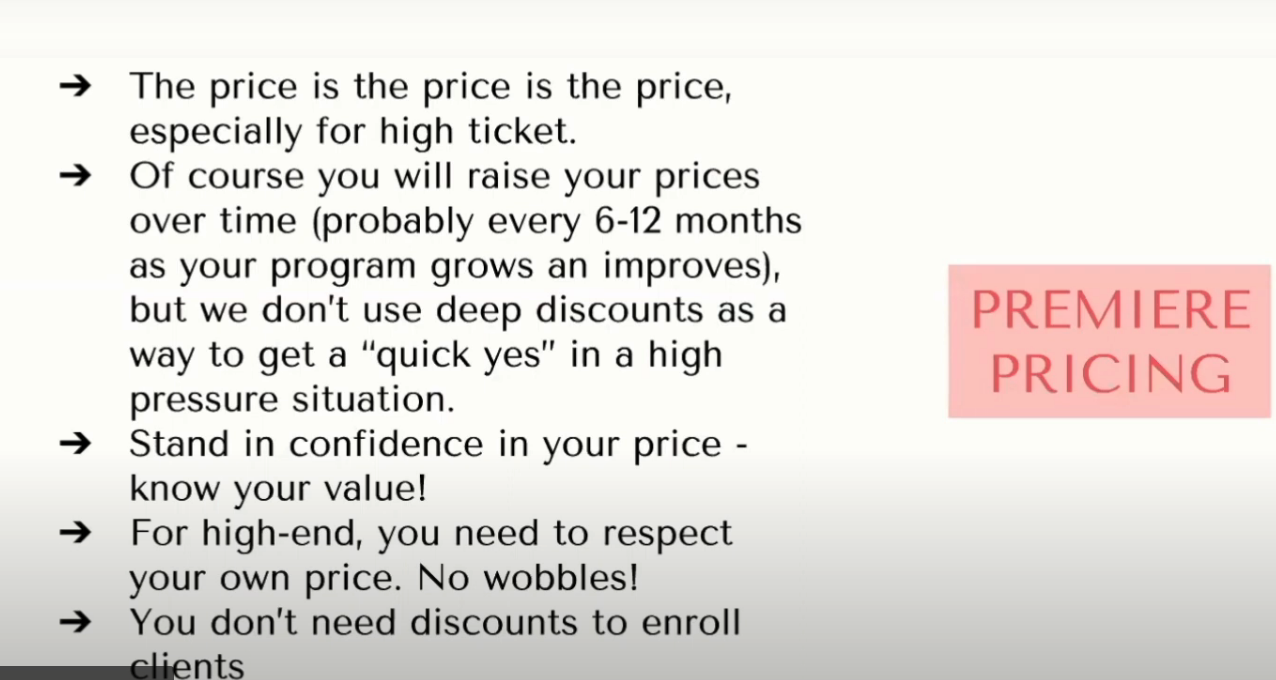 → The price is the price is the price,
especially for high ticket.
→ Of course you will raise your prices
over time (probably every 6-12 months
as your program grows an improves),
but we don't use deep discounts as a
way to get a “quick yes” in a high
pressure situation.
→ Stand in confidence in your price -
know your value!
→ For high-end, you need to respect
your own price. No wobbles!
→ You don't need discounts to enroll
clients
PREMIERE
PRICING